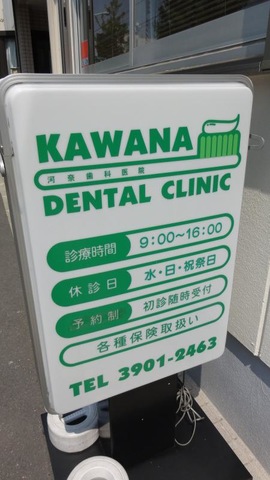 KAWANA
河奈歯科医院
DENTAL CLINIC
診療時間 9:00~16:00
休診日 水・日・祝祭日
予約制 初診随時受付
各種保険取扱い
TEL 3901-2463